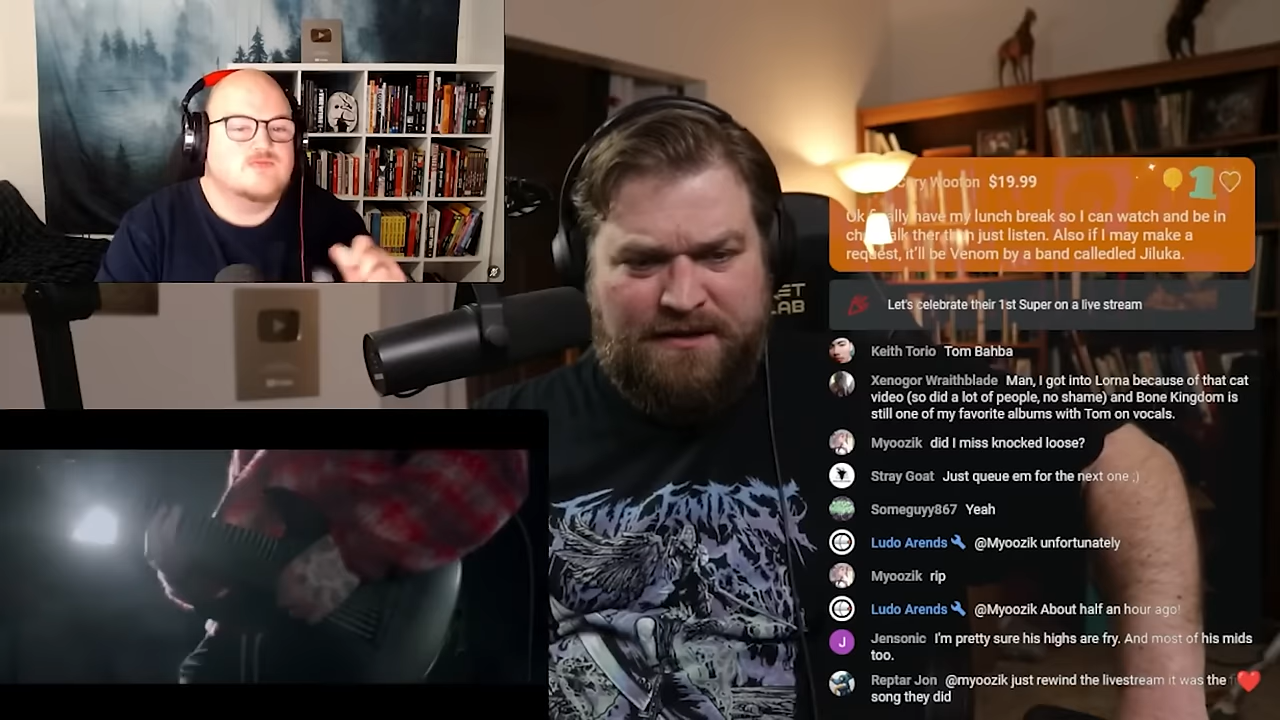 Wooton $19.99
have my lunch break so I can watch and be in
just listen. Also if I may make a
request, it'll be Venom by a band calledled Jiluka.
Let's celebrate their 1st Super on a live stream
Keith Torio Tom Bahba
Xenogor Wraithblade Man, I got into Lorna because of that cat
video (so did a lot of people, no shame) and Bone Kingdom is
still one of my favorite albums with Tom on vocals.
Myoozik did I miss knocked loose?
Stray Goat Just queue em for the next one ;)
Someguyy867 Yeah
Ludo Arends @Myoozik unfortunately
Myoozik rip
Ludo Arends @Myoozik About half an hour ago!
J
Jensonic I'm pretty sure his highs are fry. And most of his mids
too.
Reptar Jon @myoozik just rewind the livestream it was the
song they did
FINAL FANTASY